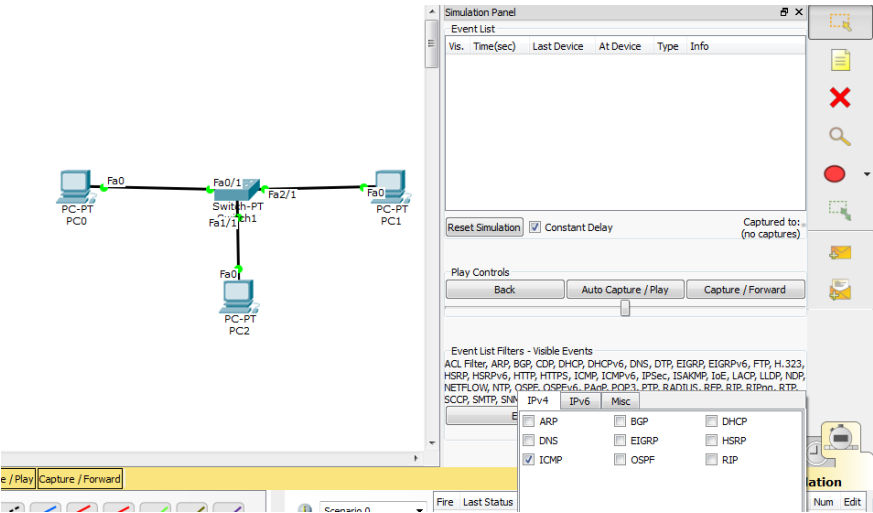 Simulation Panel
Event List
Vis. Time(sec) Last Device At Device Type Info
Fa0
Fa0/1
Fa2/1
Fa0
PC-PT
PC0
Switch-PT
Switch1
Fa1/1
PC-PT
PC1
Fa0
PC-PT
PC2
Reset Simulation Constant Delay Captured to:
(no captures)
Play Controls
Back Auto Capture / Play Capture / Forward
Event List Filters - Visible Events
ACL Filter, ARP, BGP, CDP, DHCP, DHCPv6, DNS, DTP, EIGRP, EIGRPv6, FTP, H.323,
HSRP, HSRPv6, HTTP, HTTPS, ICMP, ICMPv6, IPSec, ISAKMP, IoE, LACP, LLDP, NDP,
NETFLOW, NTP, OSPF, OSPFv6, PAgP, POP3, PTP, RADIUS, REP, RIP, RIPng, RTP,
SCCP, SMTP,
IPv4 IPv6 Misc
ARP BGP DHCP
DNS EIGRP HSRP
ICMP OSPF RIP
e / Play Capture / Forward
lation
Scenario 0
Fire Last Status
Num Edit